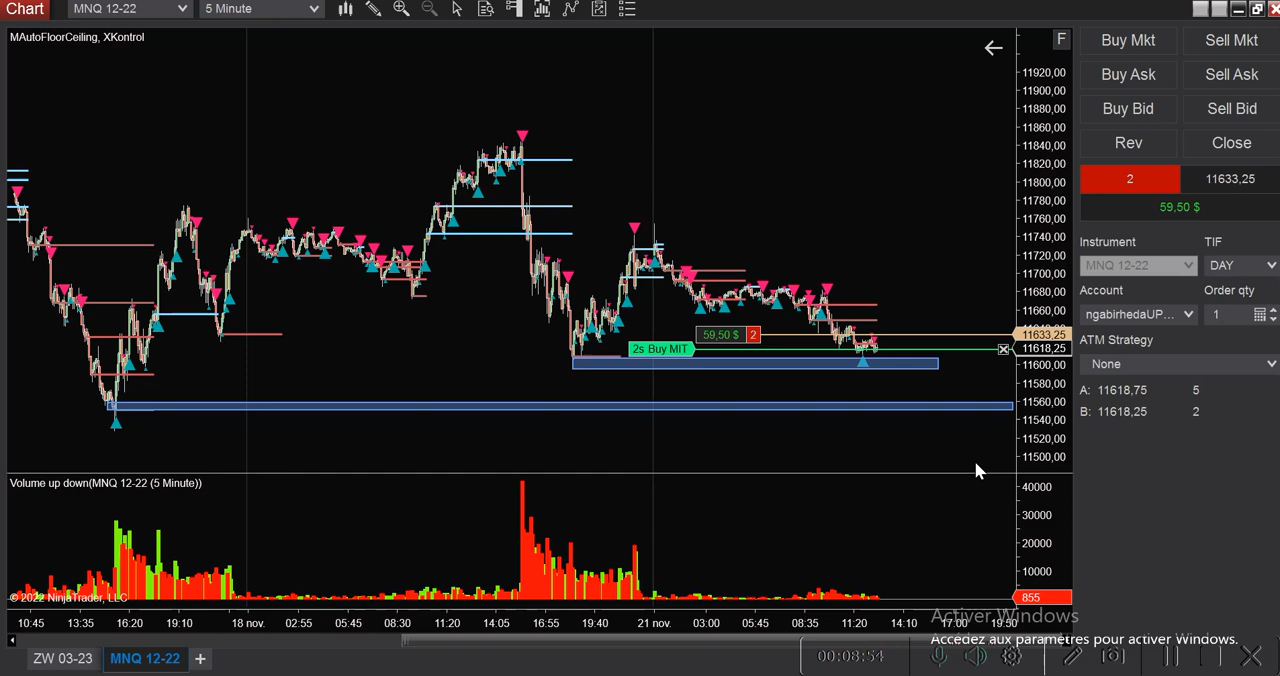 Chart MNQ 12-22 5 Minute
MAutoFloorCeiling, XKontrol
F
11920,00
11900,00
11880,00
11860,00
11840,00
11820,00
11800,00
11780,00
11760,00
11740,00
11720,00
11700,00
11680,00
11660,00
11633,25
11618,25
11600,00
11580,00
11560,00
11540,00
11520,00
11500,00
59,50 $ 2
2s Buy MIT
Volume up down(MNQ 12-22 (5 Minute))
40000
30000
20000
10000
855
© 2022 NinjaTrader, LLC
10:45 13:35 16:20 19:10 18 nov. 02:55 05:45 08:30 11:20 14:05 16:55 19:40 21 nov. 03:00 05:45 08:35 11:20 14:10 17:00 19:50
ZW 03-23 MNQ 12-22 +
Buy Mkt Sell Mkt
Buy Ask Sell Ask
Buy Bid Sell Bid
Rev Close
2 11633,25
59,50 $
Instrument TIF
MNQ 12-22 DAY
Account Order qty
ngabirhedaUP... 1
ATM Strategy
None
A: 11618,75 5
B: 11618,25 2
Activer Windows
Accédez aux paramètres pour activer Windows.
00:08:54